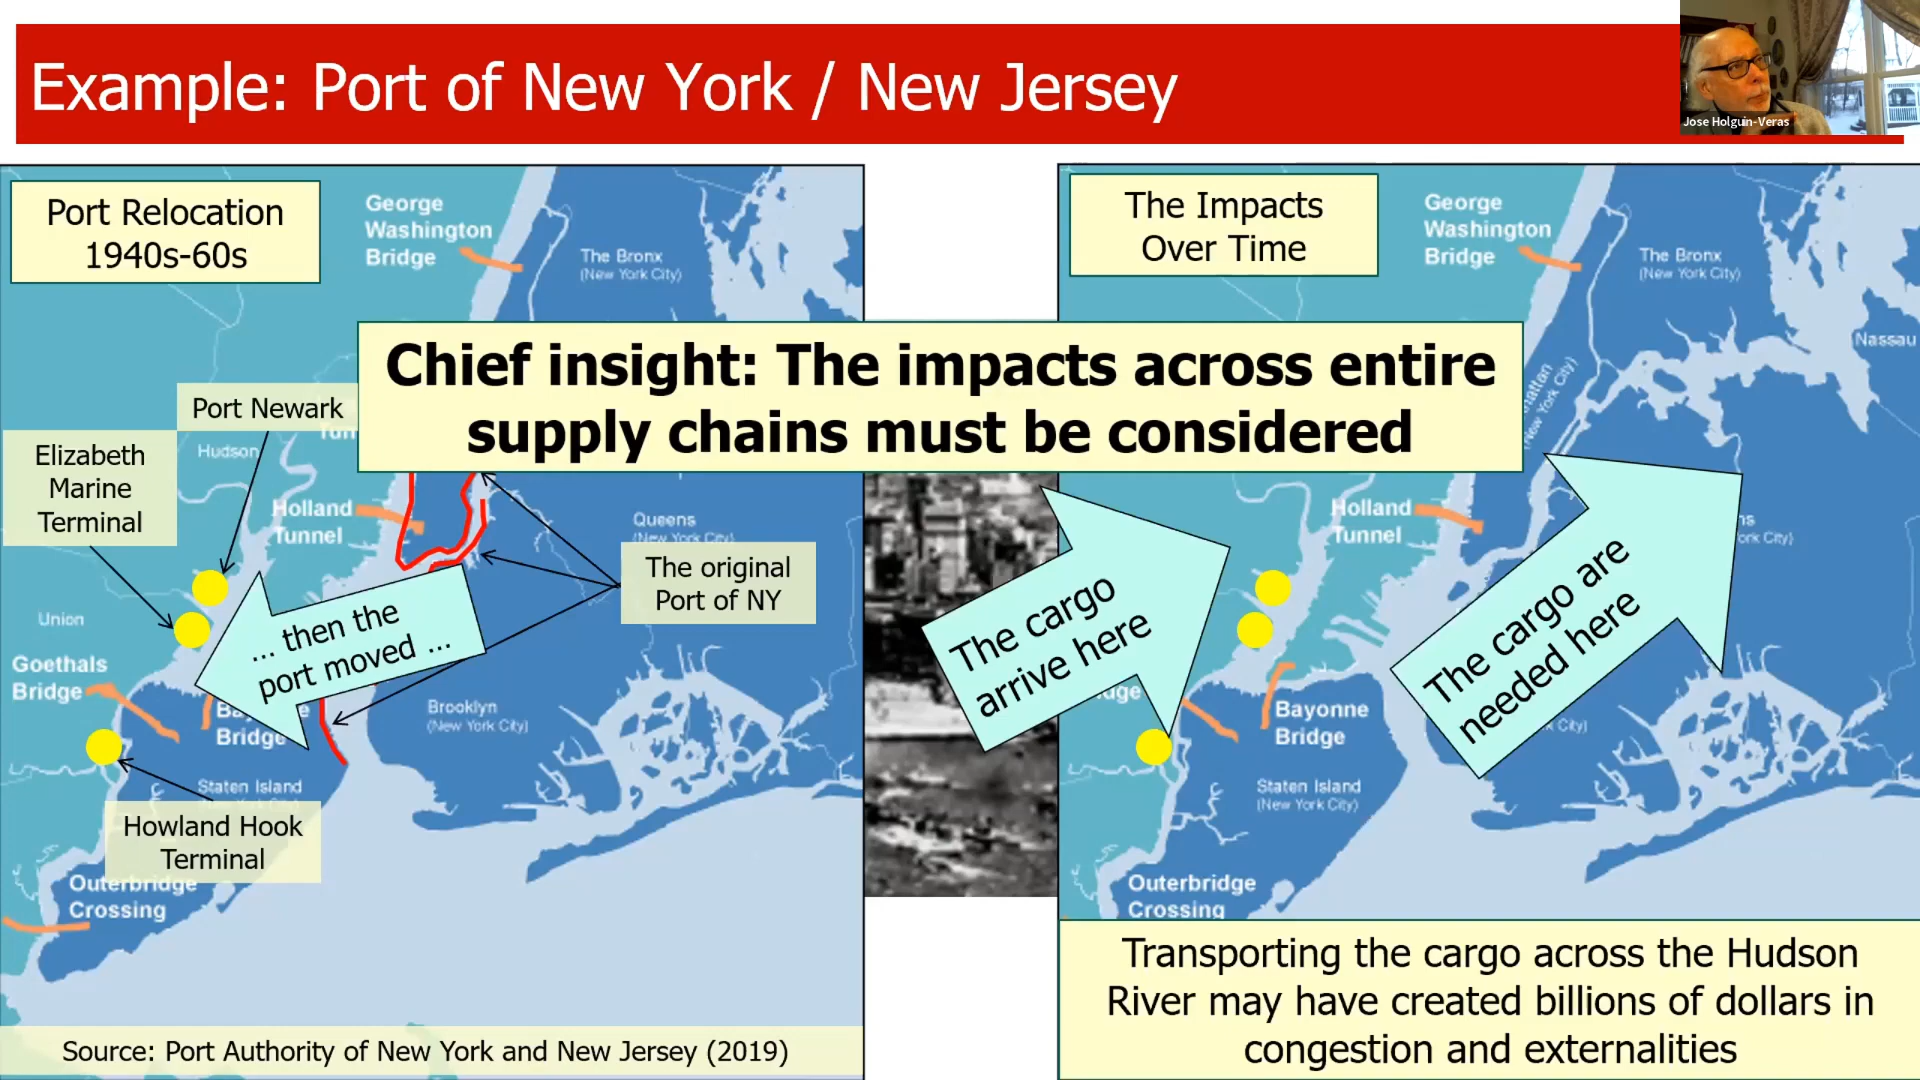 Example: Port of New York / New Jersey
Jose Holguin-Veras
Port Relocation
1940s-60s
George
Washington
Bridge
The Bronx
(New York City)
Chief insight: The impacts across entire
supply chains must be considered
Port Newark
Elizabeth
Marine
Terminal
Hudson
Holland
Tunnel
Queens
The original
Port of NY
Union
Goethals
Bridge
... then the
port moved ...
Bridge
Brooklyn
(New York City)
Staten Island
Howland Hook
Terminal
Outerbridge
Crossing
Source: Port Authority of New York and New Jersey (2019)
The Impacts
Over Time
George
Washington
Bridge
The Bronx
(New York City)
Nassau
New York City)
Holland
Tunnel
The cargo
arrive here
The cargo are
needed here
Bayonne
Bridge
Staten Island
(New York City)
Outerbridge
Crossing
Transporting the cargo across the Hudson
River may have created billions of dollars in
congestion and externalities